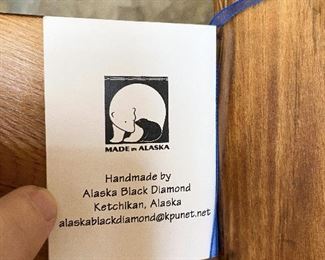 MADE IN ALASKA
Handmade by
Alaska Black Diamond
Ketchikan, Alaska
alaskablackdiamond@kpunet.net